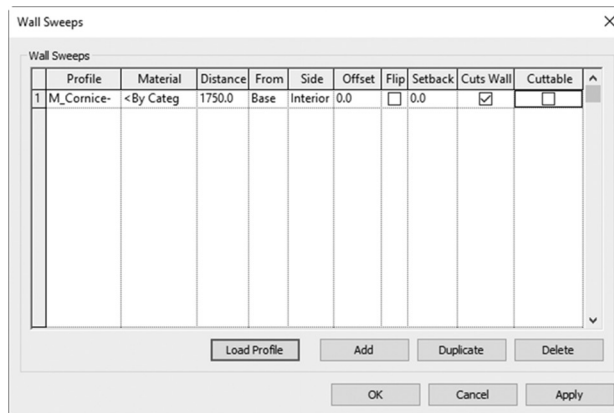 Wall Sweeps
Wall Sweeps
Profile Material Distance From Side Offset Flip Setback Cuts Wall Cuttable
1 M_Cornice- <By Categ 1750.0 Base Interior 0.0 0.0
Load Profile Add Duplicate Delete
OK Cancel Apply